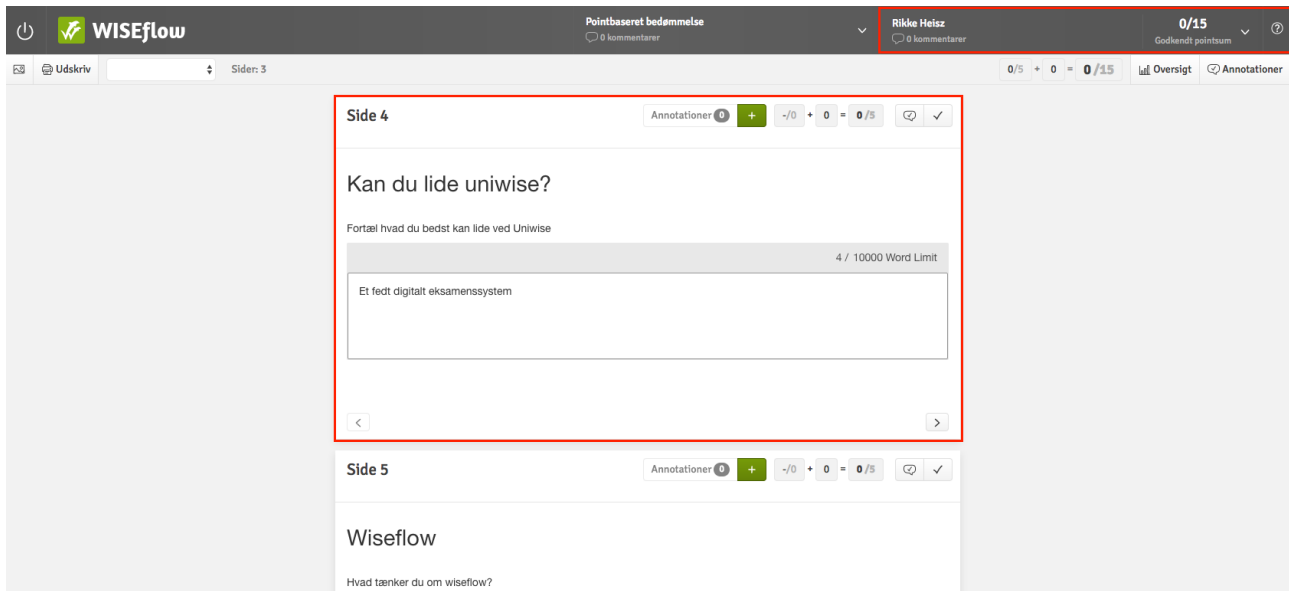 WISEflow
Pointbaseret bedømmelse
0 kommentarer
Rikke Heisz
0 kommentarer
0/15
Godkendt pointsum
Udskriv
Sider: 3
0/5 + 0 = 0/15
Oversigt
Annotationer
Side 4
Annotationer 0 + -/0 + 0 = 0/5
Kan du lide uniwise?
Fortæl hvad du bedst kan lide ved Uniwise
4 / 10000 Word Limit
Et fedt digitalt eksamenssystem
Side 5
Annotationer 0 + -/0 + 0 = 0/5
Wiseflow
Hvad tænker du om wiseflow?